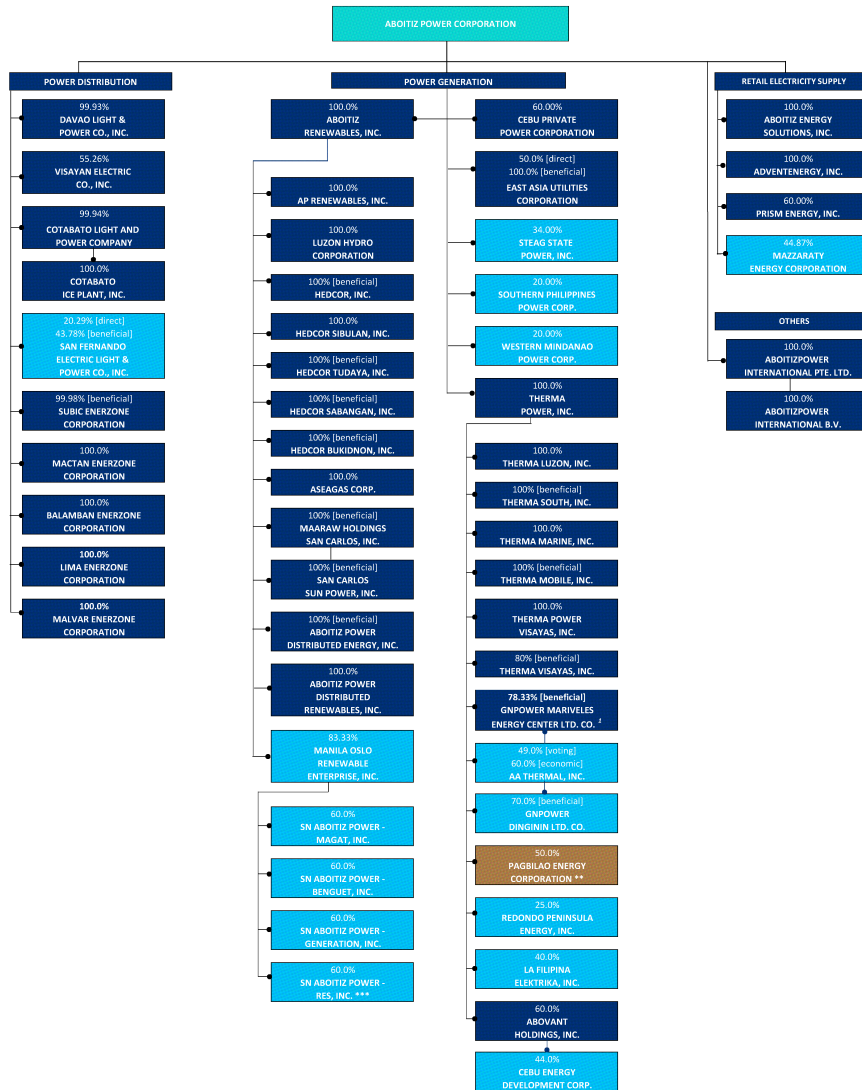 ABOITIZ POWER CORPORATION
POWER DISTRIBUTION
99.93%
DAVAO LIGHT &
POWER CO., INC.
55.26%
VISAYAN ELECTRIC
CO., INC.
99.94%
COTABATO LIGHT AND
POWER COMPANY
100.0%
COTABATO
ICE PLANT, INC.
20.29% [direct]
43.78% [beneficial]
SAN FERNANDO
ELECTRIC LIGHT &
POWER CO., INC.
99.98% [beneficial]
SUBIC ENERZONE
CORPORATION
100.0%
MACTAN ENERZONE
CORPORATION
100.0%
BALAMBAN ENERZONE
CORPORATION
100.0%
LIMA ENERZONE
CORPORATION
100.0%
MALVAR ENERZONE
CORPORATION
POWER GENERATION
100.0%
ABOITIZ
RENEWABLES, INC.
100.0%
AP RENEWABLES, INC.
100.0%
LUZON HYDRO
CORPORATION
100% [beneficial]
HEDCOR, INC.
100.0%
HEDCOR SIBULAN, INC.
100% [beneficial]
HEDCOR TUDAYA, INC.
100% [beneficial]
HEDCOR SABANGAN, INC.
100% [beneficial]
HEDCOR BUKIDNON, INC.
100.0%
ASEAGAS CORP.
100% [beneficial]
MAARAW HOLDINGS
SAN CARLOS, INC.
100% [beneficial]
SAN CARLOS
SUN POWER, INC.
100% [beneficial]
ABOITIZ POWER
DISTRIBUTED ENERGY, INC.
100.0%
ABOITIZ POWER
DISTRIBUTED
RENEWABLES, INC.
83.33%
MANILA OSLO
RENEWABLE
ENTERPRISE, INC.
60.0%
SN ABOITIZ POWER -
MAGAT, INC.
60.0%
SN ABOITIZ POWER -
BENGUET, INC.
60.0%
SN ABOITIZ POWER -
GENERATION, INC.
60.0%
SN ABOITIZ POWER -
RES, INC. ***
60.00%
CEBU PRIVATE
POWER CORPORATION
50.0% [direct]
100.0% [beneficial]
EAST ASIA UTILITIES
CORPORATION
34.00%
STEAG STATE
POWER, INC.
20.00%
SOUTHERN PHILIPPINES
POWER CORP.
20.00%
WESTERN MINDANAO
POWER CORP.
100.0%
THERMA
POWER, INC.
100.0%
THERMA LUZON, INC.
100% [beneficial]
THERMA SOUTH, INC.
100.0%
THERMA MARINE, INC.
100% [beneficial]
THERMA MOBILE, INC.
100.0%
THERMA POWER
VISAYAS, INC.
80% [beneficial]
THERMA VISAYAS, INC.
78.33% [beneficial]
GNPOWER MARIVELES
ENERGY CENTER LTD. CO. ¹
49.0% [voting]
60.0% [economic]
AA THERMAL, INC.
70.0% [beneficial]
GNPOWER
DINGININ LTD. CO.
50.0%
PAGBILAO ENERGY
CORPORATION **
25.0%
REDONDO PENINSULA
ENERGY, INC.
40.0%
LA FILIPINA
ELEKTRIKA, INC.
60.0%
ABOVANT
HOLDINGS, INC.
44.0%
CEBU ENERGY
DEVELOPMENT CORP.
RETAIL ELECTRICITY SUPPLY
100.0%
ABOITIZ ENERGY
SOLUTIONS, INC.
100.0%
ADVENTENERGY, INC.
60.00%
PRISM ENERGY, INC.
44.87%
MAZZARATY
ENERGY CORPORATION
OTHERS
100.0%
ABOITIZPOWER
INTERNATIONAL PTE. LTD.
100.0%
ABOITIZPOWER
INTERNATIONAL B.V.